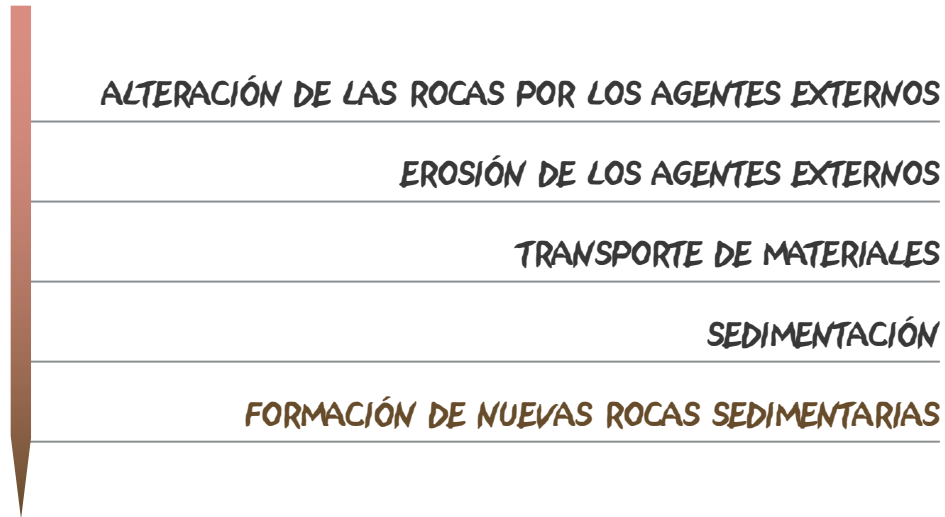 ALTERACIÓN DE LAS ROCAS POR LOS AGENTES EXTERNOS
EROSIÓN DE LOS AGENTES EXTERNOS
TRANSPORTE DE MATERIALES
SEDIMENTACIÓN
FORMACIÓN DE NUEVAS ROCAS SEDIMENTARIAS